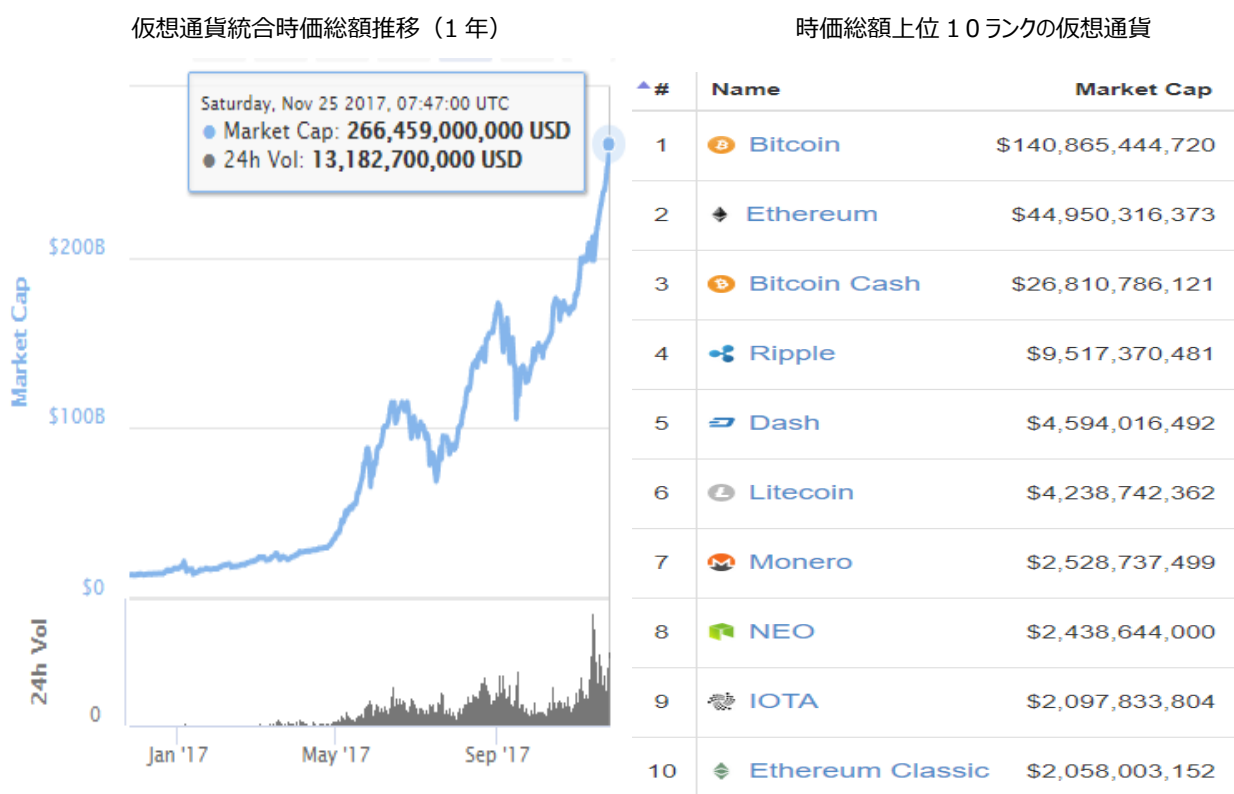 仮想通貨統合時価総額推移（1 年）
Saturday, Nov 25 2017, 07:47:00 UTC
Market Cap: 266,459,000,000 USD
24h Vol: 13,182,700,000 USD
$200B
$100B
$0
Market Cap
24h Vol
0
Jan '17 May '17 Sep '17
時価総額上位１０ランクの仮想通貨
# Name Market Cap
1 Bitcoin $140,865,444,720
2 Ethereum $44,950,316,373
3 Bitcoin Cash $26,810,786,121
4 Ripple $9,517,370,481
5 Dash $4,594,016,492
6 Litecoin $4,238,742,362
7 Monero $2,528,737,499
8 NEO $2,438,644,000
9 IOTA $2,097,833,804
10 Ethereum Classic $2,058,003,152